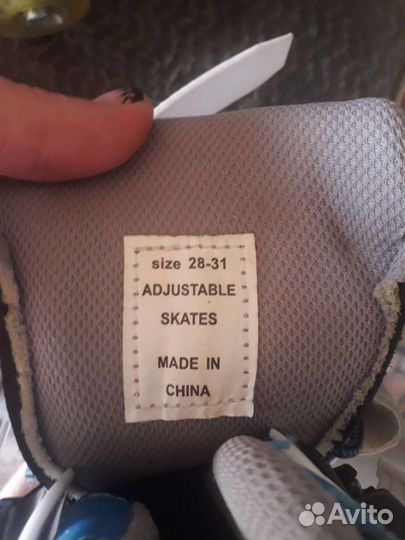 size 28-31
ADJUSTABLE
SKATES
MADE IN
CHINA
Avito